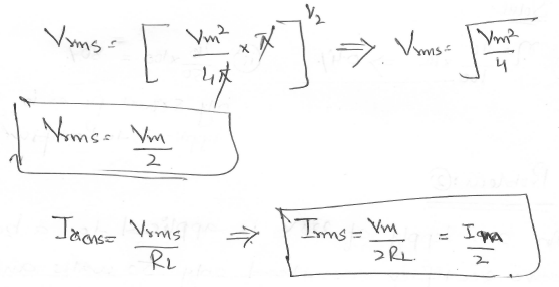 Vrms = [ Vm²/4π × π ]^1/2 ⇒ Vrms = √(Vm²/4)
Vrms = Vm/2
Irms = Vrms/RL ⇒ Irms = Vm/2RL = Im/2